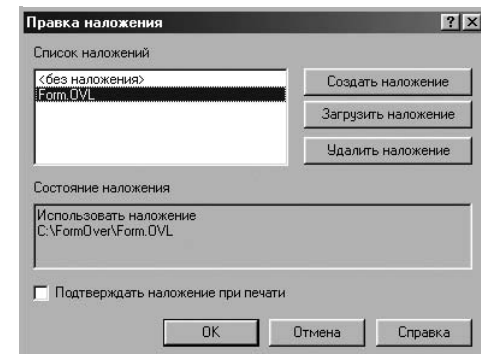 Правка наложения
Список наложений
<без наложения>
Form.OVL
Создать наложение
Загрузить наложение
Удалить наложение
Состояние наложения
Использовать наложение
C:\FormOver\Form.OVL
Подтверждать наложение при печати
OK Отмена Справка